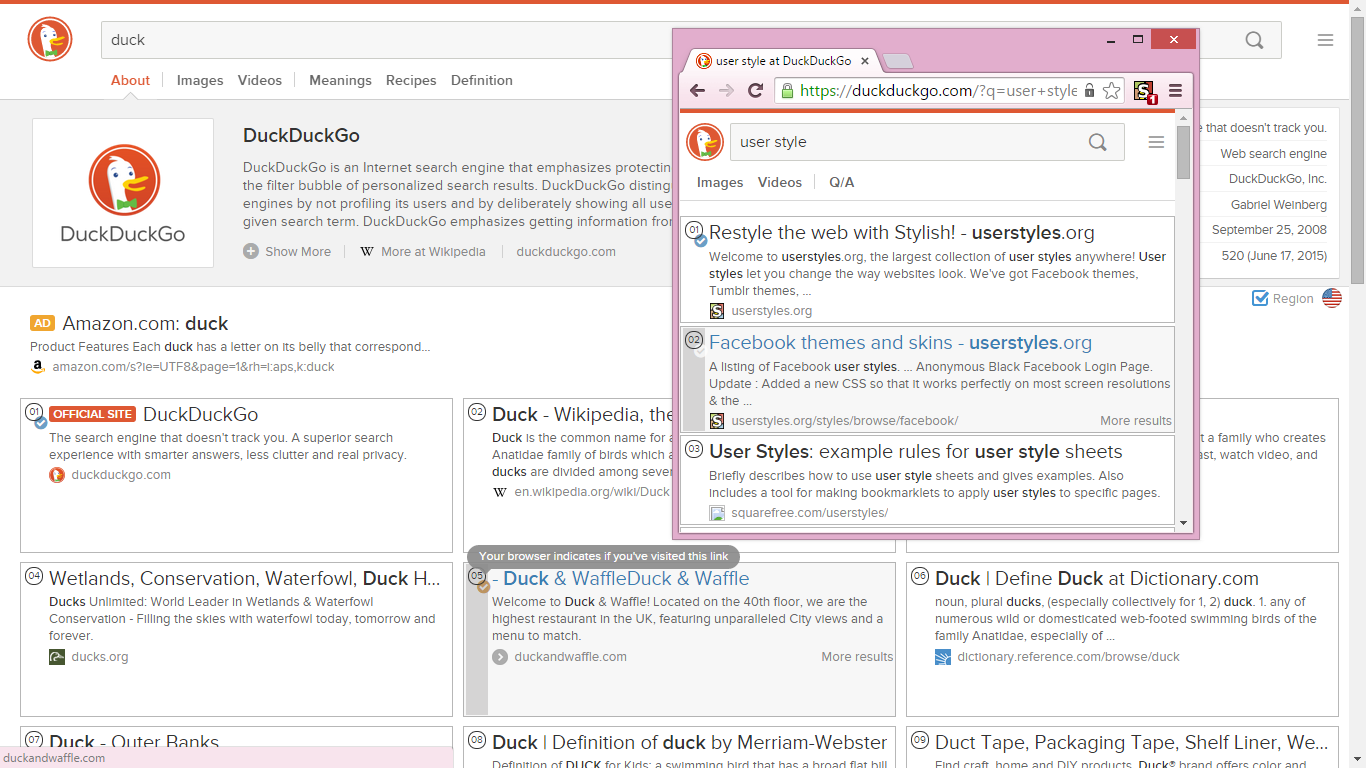 duck
About
Images
Videos
Meanings
Recipes
Definition
DuckDuckGo
DuckDuckGo
DuckDuckGo is an Internet search engine that emphasizes protecting
the filter bubble of personalized search results. DuckDuckGo disting
engines by not profiling its users and by deliberately showing all use
given search term. DuckDuckGo emphasizes getting information from
Show More
W More at Wikipedia
duckduckgo.com
e that doesn't track you.
Web search engine
DuckDuckGo, Inc.
Gabriel Weinberg
September 25, 2008
520 (June 17, 2015)
Region
AD Amazon.com: duck
Product Features Each duck has a letter on its belly that correspond...
a amazon.com/s?ie=UTF8&page=1&rh=i:aps,k:duck
01 OFFICIAL SITE DuckDuckGo
The search engine that doesn't track you. A superior search
experience with smarter answers, less clutter and real privacy.
duckduckgo.com
02 Duck - Wikipedia, the
Duck is the common name for a
Anatidae family of birds which a
ducks are divided among sever
W en.wikipedia.org/wiki/Duck
t a family who creates
ast, watch video, and
04 Wetlands, Conservation, Waterfowl, Duck H...
Ducks Unlimited: World Leader in Wetlands & Waterfowl
Conservation - Filling the skies with waterfowl today, tomorrow and
forever.
ducks.org
Your browser indicates if you've visited this link
05 - Duck & WaffleDuck & Waffle
Welcome to Duck & Waffle! Located on the 40th floor, we are the
highest restaurant in the UK, featuring unparalleled City views and a
menu to match.
duckandwaffle.com
More results
06 Duck | Define Duck at Dictionary.com
noun, plural ducks, (especially collectively for 1, 2) duck. 1. any of
numerous wild or domesticated web-footed swimming birds of the
family Anatidae, especially of ...
dictionary.reference.com/browse/duck
07 Duck - Outer Banks
08 Duck | Definition of duck by Merriam-Webster
Definition of DUCK for Kids: a swimming bird that has a broad flat bill
09 Duct Tape, Packaging Tape, Shelf Liner, We...
Find craft, home and DIY products. Duck® brand offers color and
duckandwaffle.com
user style at DuckDuckGo
https://duckduckgo.com/?q=user+style
S 1
user style
Images
Videos
Q/A
01 Restyle the web with Stylish! - userstyles.org
Welcome to userstyles.org, the largest collection of user styles anywhere! User
styles let you change the way websites look. We've got Facebook themes,
Tumblr themes, ...
S userstyles.org
02 Facebook themes and skins - userstyles.org
A listing of Facebook user styles. ... Anonymous Black Facebook Login Page.
Update : Added a new CSS so that it works perfectly on most screen resolutions
& the ...
S userstyles.org/styles/browse/facebook/
More results
03 User Styles: example rules for user style sheets
Briefly describes how to use user style sheets and gives examples. Also
includes a tool for making bookmarklets to apply user styles to specific pages.
squarefree.com/userstyles/